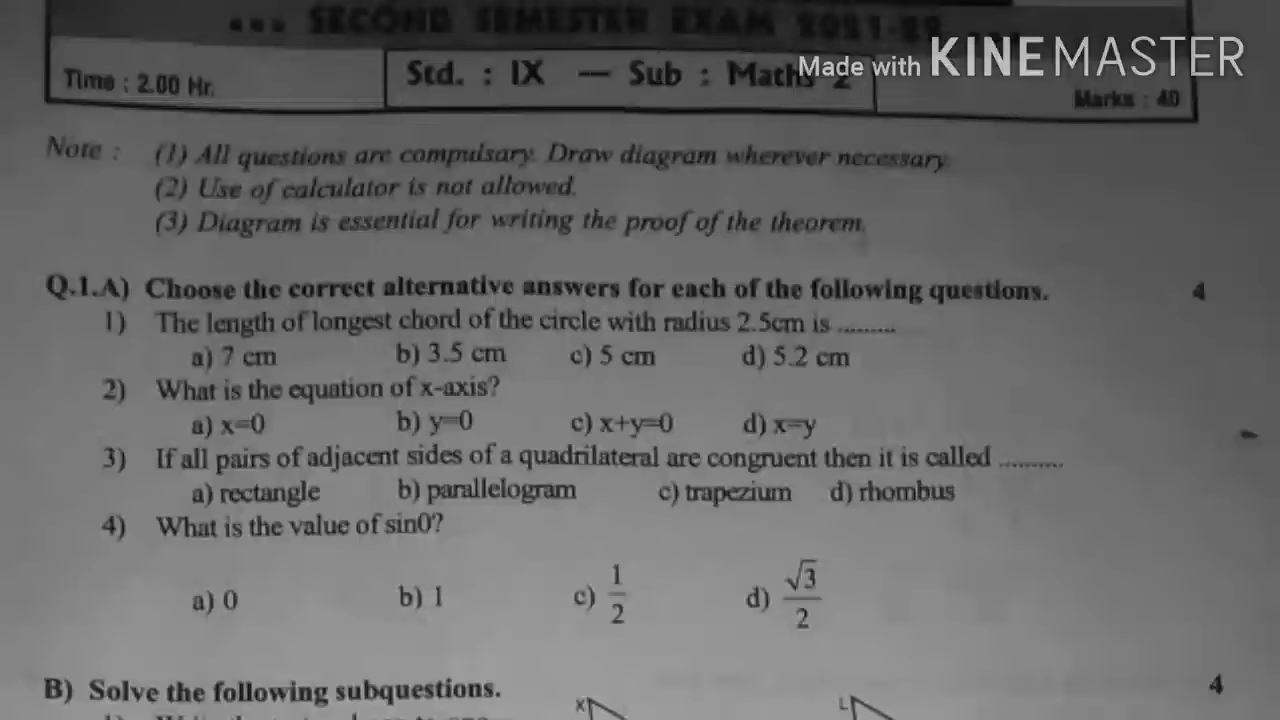 ... SECOND SEMESTER EXAM 2021-22
Made with KINEMASTER
Time : 2.00 Hr.
Std. : IX — Sub : Maths-2
Marks : 40
Note :
(1) All questions are compulsary. Draw diagram wherever necessary.
(2) Use of calculator is not allowed.
(3) Diagram is essential for writing the proof of the theorem.
Q.1.A) Choose the correct alternative answers for each of the following questions. 4
1) The length of longest chord of the circle with radius 2.5cm is .........
a) 7 cm b) 3.5 cm c) 5 cm d) 5.2 cm
2) What is the equation of x-axis?
a) x=0 b) y=0 c) x+y=0 d) x=y
3) If all pairs of adjacent sides of a quadrilateral are congruent then it is called ..........
a) rectangle b) parallelogram c) trapezium d) rhombus
4) What is the value of sin0?
a) 0 b) 1 c) 1/2 d) √3/2
B) Solve the following subquestions. 4
X L